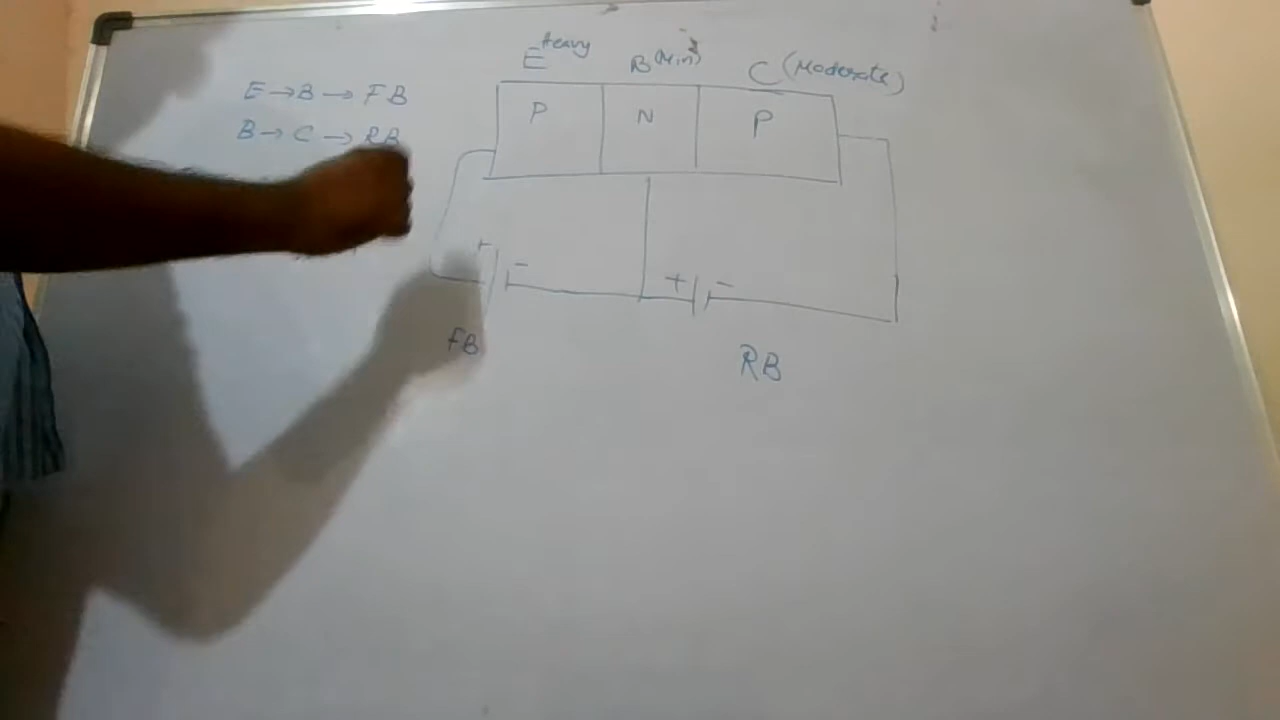 E Heavy B (Min) C (Moderate)
E → B → FB
B → C → RB
P N P
+ - + -
FB
RB